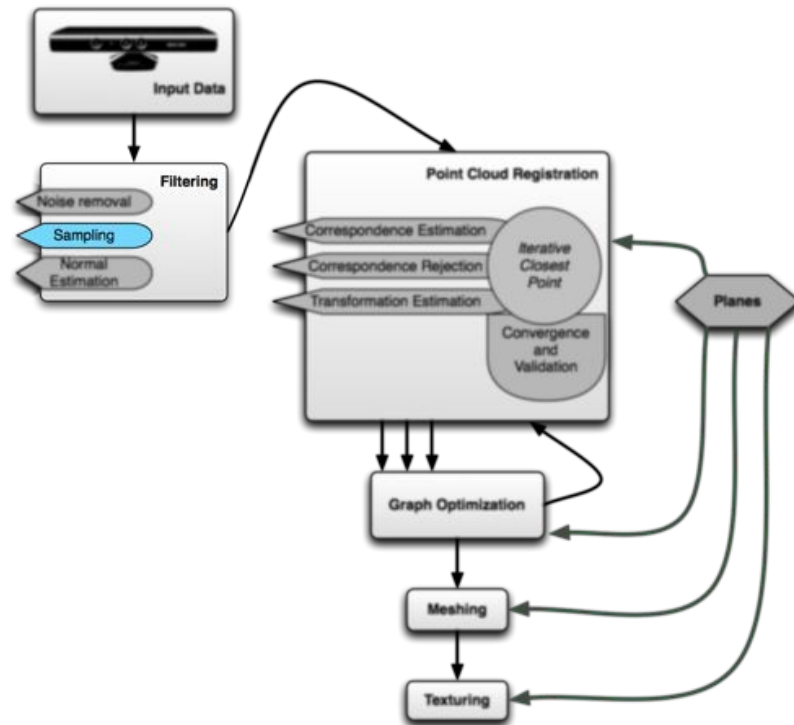 Input Data
Filtering
Noise removal
Sampling
Normal
Estimation
Point Cloud Registration
Correspondence Estimation
Correspondence Rejection
Transformation Estimation
Iterative
Closest
Point
Convergence
and
Validation
Planes
Graph Optimization
Meshing
Texturing